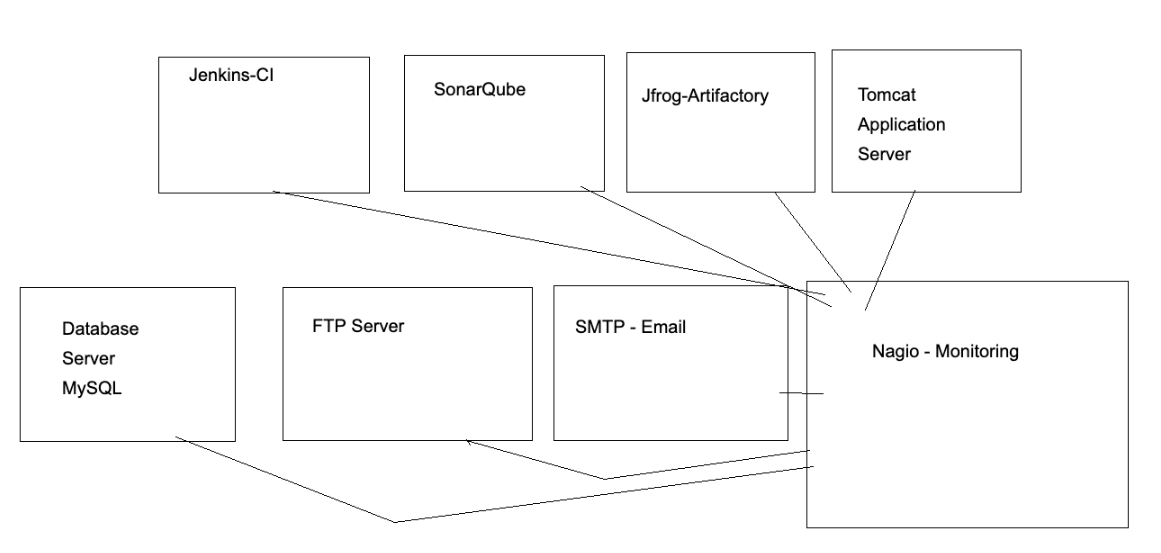 Jenkins-CI
SonarQube
Jfrog-Artifactory
Tomcat
Application
Server
Database
Server
MySQL
FTP Server
SMTP - Email
Nagio - Monitoring